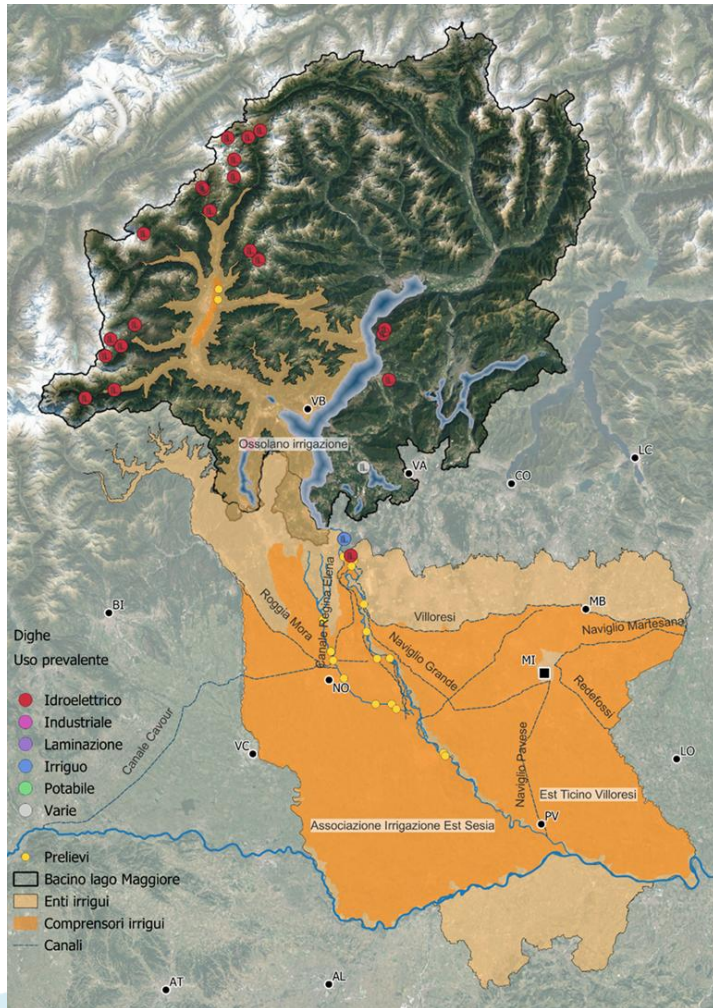 VB
Ossolano irrigazione
VA
LC
CO
BI
Roggia Mora
Canale Regina Elena
Villoresi
MB
Naviglio Martesana
Naviglio Grande
MI
Redefossi
NO
Canale Cavour
VC
LO
Naviglio Pavese
Est Ticino Villoresi
Associazione Irrigazione Est Sesia
PV
AT
AL
Dighe
Uso prevalente
Idroelettrico
Industriale
Laminazione
Irriguo
Potabile
Varie
Prelievi
Bacino lago Maggiore
Enti irrigui
Comprensori irrigui
Canali